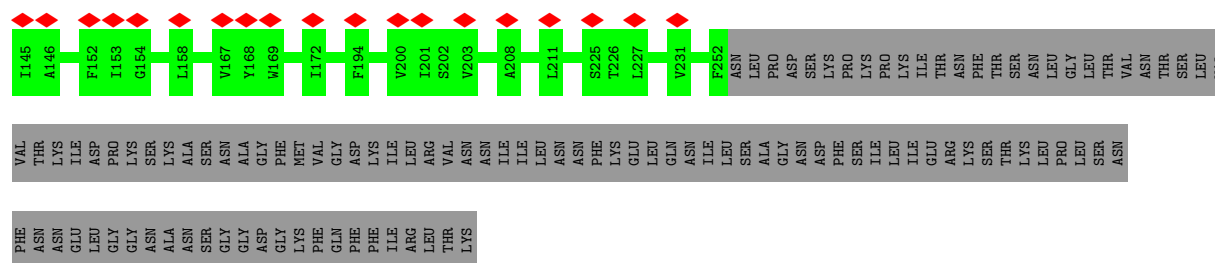 I145 A146 F152 I153 G154 L158 V167 Y168 W169 I172 F194 V200 I201 S202 V203 A208 L211 S225 T226 L227 V231 F252 ASN LEU PRO ASP SER LYS PRO LYS PRO LYS ILE THR ASN PHE THR SER ASN LEU GLY LEU THR VAL ASN THR SER LEU
VAL THR LYS ILE ASP PRO LYS SER LYS ALA SER ASN ALA GLY PHE MET VAL GLY ASP LYS ILE LEU ARG VAL ASN ASN ILE ILE LEU ASN ASN PHE LYS GLU LEU GLN ASN ILE LEU SER ALA GLY ASN ASP PHE SER ILE LEU ILE GLU ARG LYS SER THR LYS LEU PRO LEU SER ASN
PHE ASN ASN GLU LEU GLY GLY ASN ALA ASN SER GLY GLY ASP GLY LYS PHE GLN PHE PHE ILE ARG LEU THR LYS